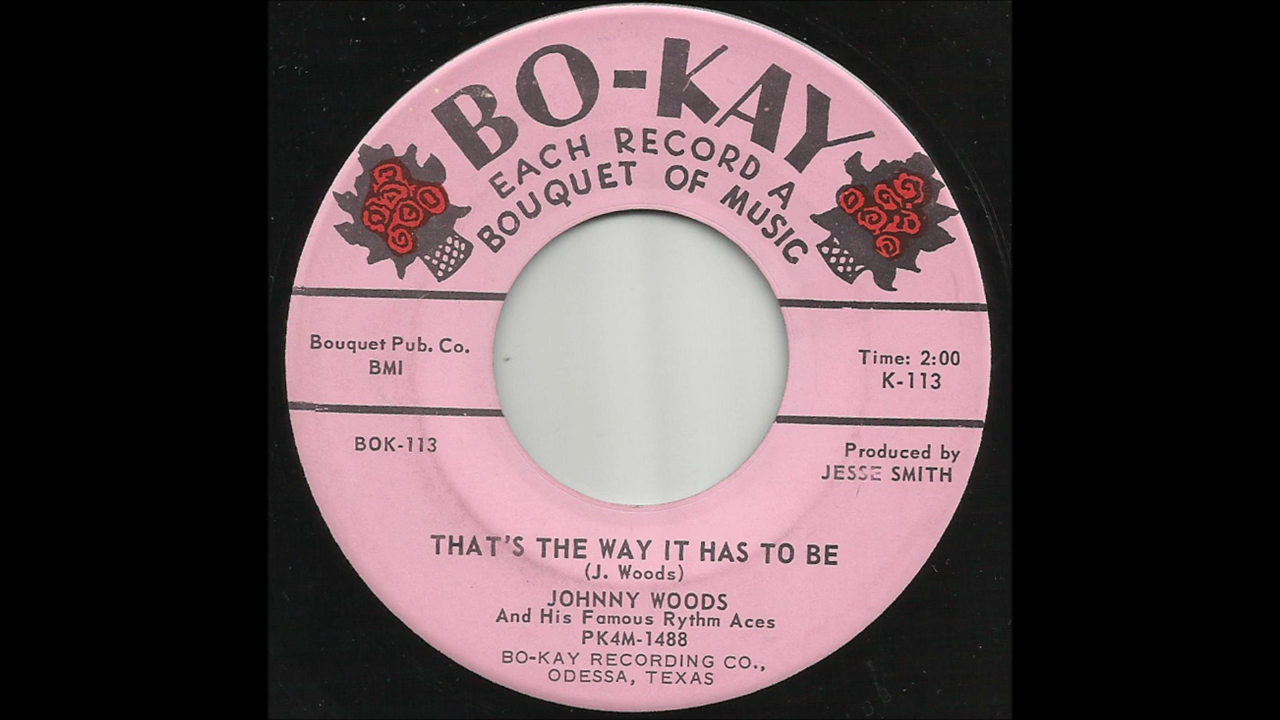 BO-KAY
EACH RECORD A
BOUQUET OF MUSIC
Bouquet Pub. Co.
BMI
Time: 2:00
K-113
BOK-113
Produced by
JESSE SMITH
THAT'S THE WAY IT HAS TO BE
(J. Woods)
JOHNNY WOODS
And His Famous Rythm Aces
PK4M-1488
BO-KAY RECORDING CO.,
ODESSA, TEXAS